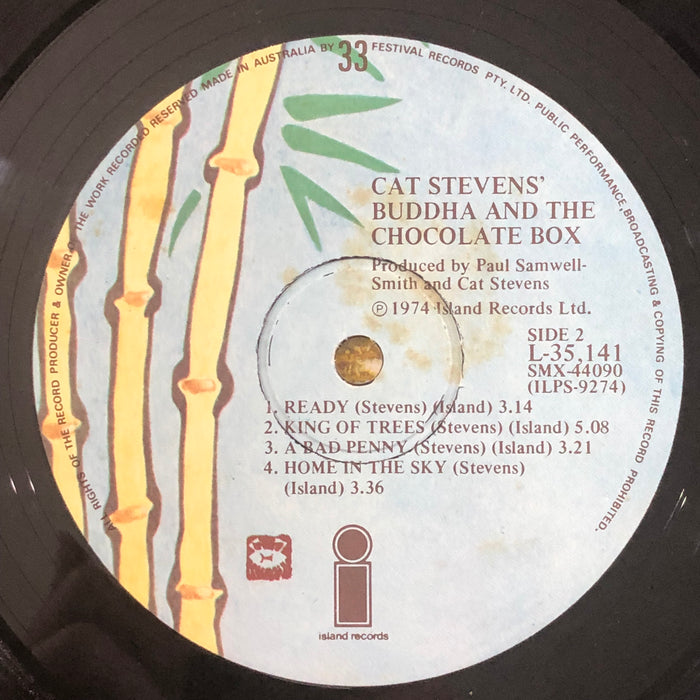 ALL RIGHTS OF THE RECORD PRODUCER & OWNER OF THE WORK RECORDED RESERVED MADE IN AUSTRALIA BY FESTIVAL RECORDS PTY. LTD. PUBLIC PERFORMANCE, BROADCASTING & COPYING OF THIS RECORD PROHIBITED.
33
CAT STEVENS'
BUDDHA AND THE
CHOCOLATE BOX
Produced by Paul Samwell-
Smith and Cat Stevens
℗ 1974 Island Records Ltd.
SIDE 2
L-35,141
SMX-44090
(ILPS-9274)
1. READY (Stevens) (Island) 3.14
2. KING OF TREES (Stevens) (Island) 5.08
3. A BAD PENNY (Stevens) (Island) 3.21
4. HOME IN THE SKY (Stevens)
(Island) 3.36
island records